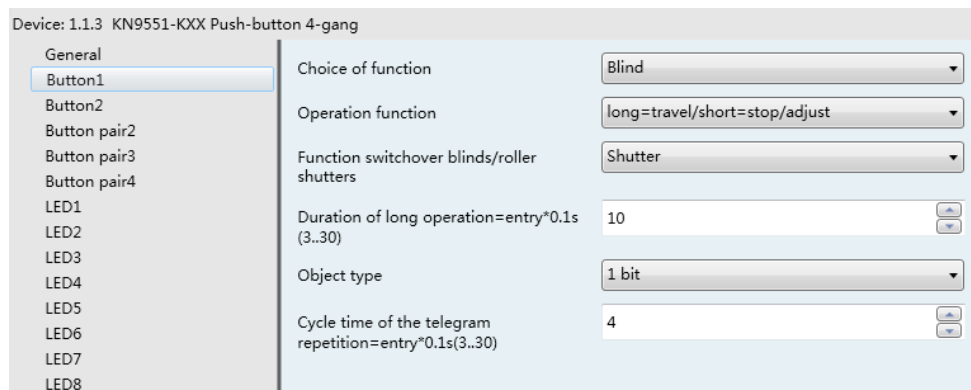 Device: 1.1.3 KN9551-KXX Push-button 4-gang
General
Button1
Button2
Button pair2
Button pair3
Button pair4
LED1
LED2
LED3
LED4
LED5
LED6
LED7
LED8
Choice of function
Blind
Operation function
long=travel/short=stop/adjust
Function switchover blinds/roller
shutters
Shutter
Duration of long operation=entry*0.1s
(3..30)
10
Object type
1 bit
Cycle time of the telegram
repetition=entry*0.1s(3..30)
4